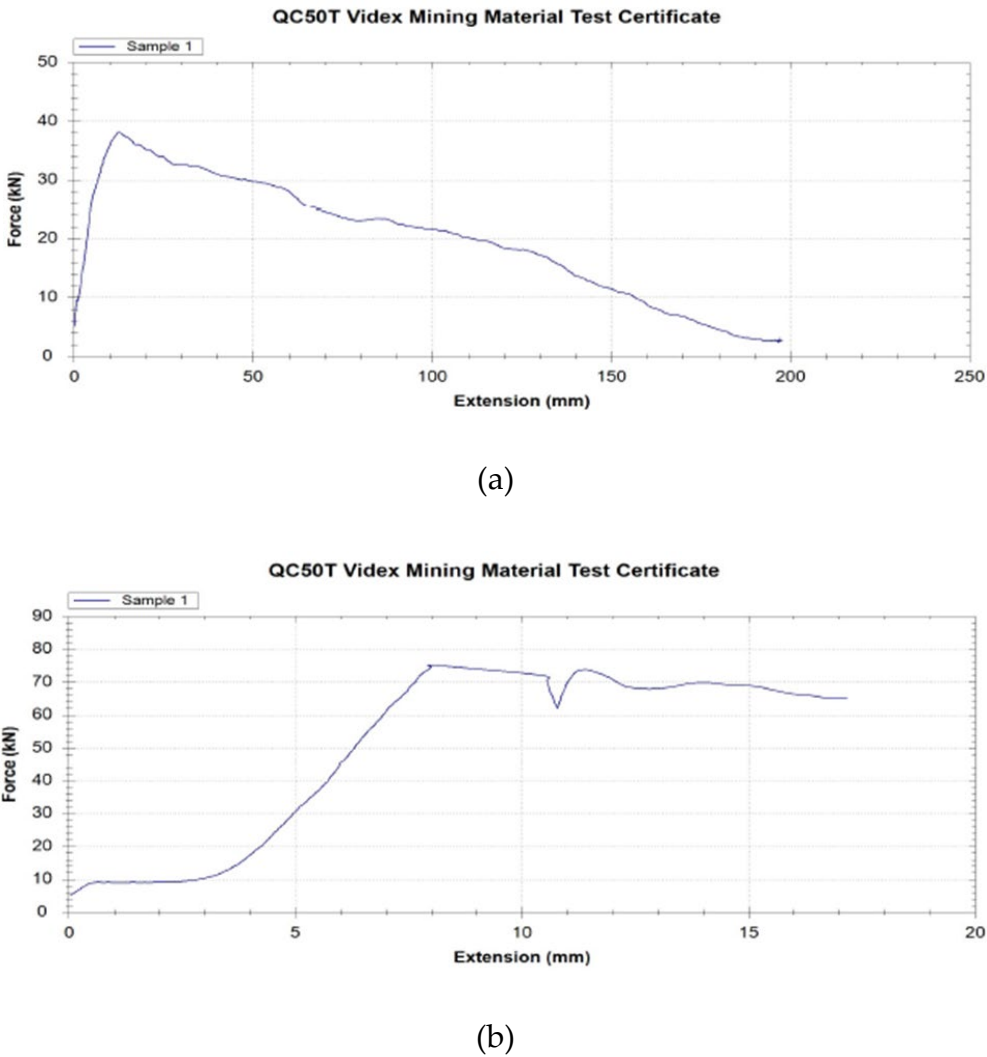 QC50T Videx Mining Material Test Certificate
Sample 1
50
40
30
20
10
0
Force (kN)
0 50 100 150 200 250
Extension (mm)
(a)
QC50T Videx Mining Material Test Certificate
Sample 1
90
80
70
60
50
40
30
20
10
0
Force (kN)
0 5 10 15 20
Extension (mm)
(b)